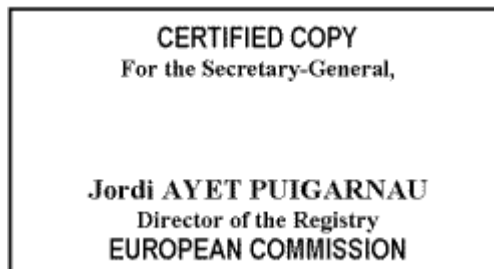 CERTIFIED COPY
For the Secretary-General,
Jordi AYET PUIGARNAU
Director of the Registry
EUROPEAN COMMISSION